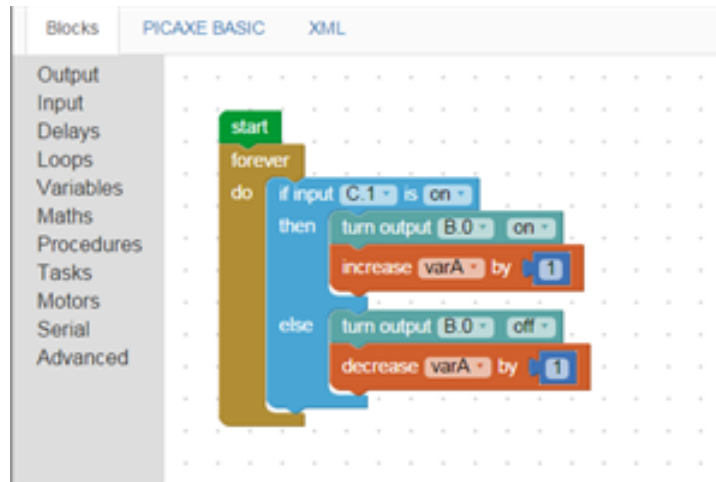 Blocks PICAXE BASIC XML
Output
Input
Delays
Loops
Variables
Maths
Procedures
Tasks
Motors
Serial
Advanced
start
forever
do if input C.1 is on
then turn output B.0 on
increase varA by 1
else turn output B.0 off
decrease varA by 1